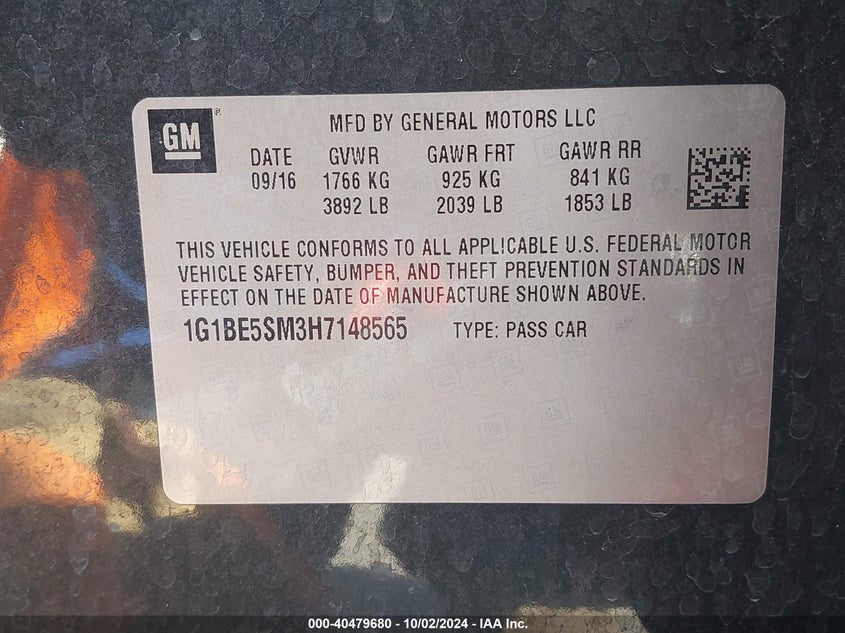 GM
MFD BY GENERAL MOTORS LLC
DATE GVWR GAWR FRT GAWR RR
09/16 1766 KG 925 KG 841 KG
3892 LB 2039 LB 1853 LB
THIS VEHICLE CONFORMS TO ALL APPLICABLE U.S. FEDERAL MOTOR
VEHICLE SAFETY, BUMPER, AND THEFT PREVENTION STANDARDS IN
EFFECT ON THE DATE OF MANUFACTURE SHOWN ABOVE.
1G1BE5SM3H7148565 TYPE: PASS CAR
000-40479680 - 10/02/2024 - IAA Inc.